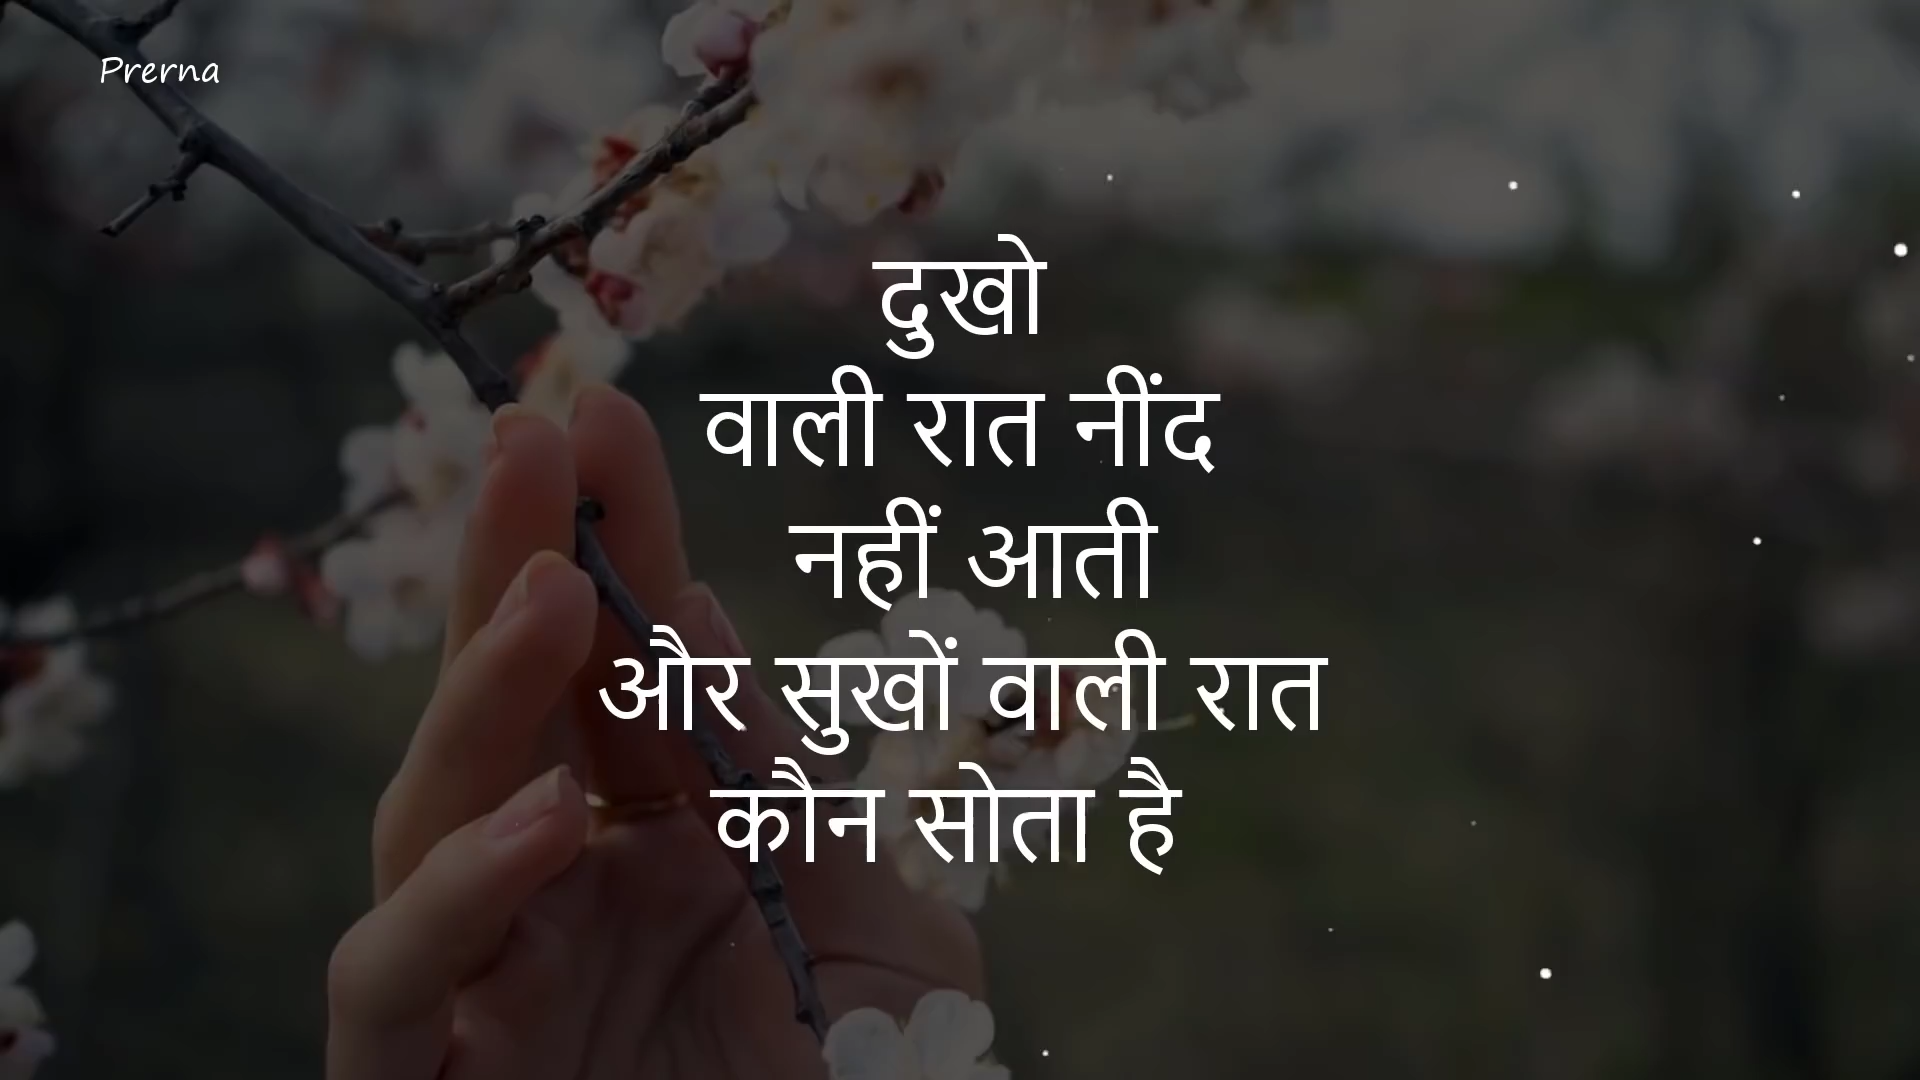 Prerna
दुखो
वाली रात नींद
नहीं आती
और सुखों वाली रात
कौन सोता है